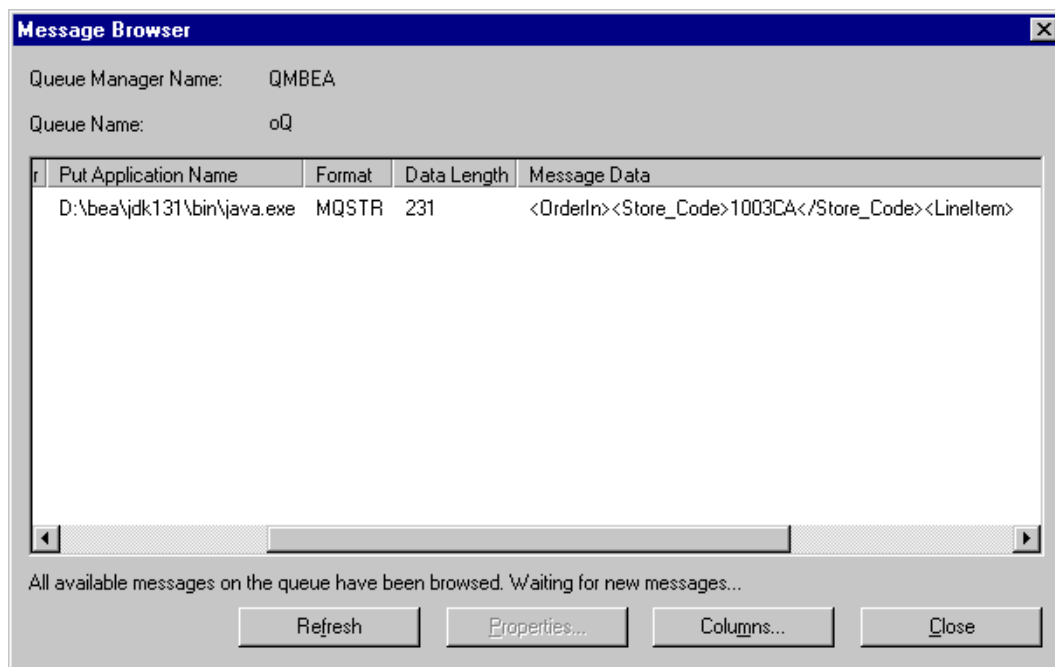 Message Browser
Queue Manager Name: QMBEA
Queue Name: oQ
r Put Application Name Format Data Length Message Data
D:\bea\jdk131\bin\java.exe MQSTR 231 <OrderIn><Store_Code>1003CA</Store_Code><LineItem>
All available messages on the queue have been browsed. Waiting for new messages...
Refresh Properties... Columns... Close